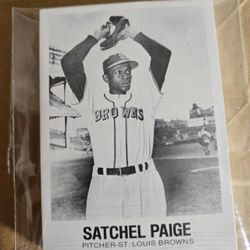 BROWNS
SATCHEL PAIGE
PITCHER-ST. LOUIS BROWNS